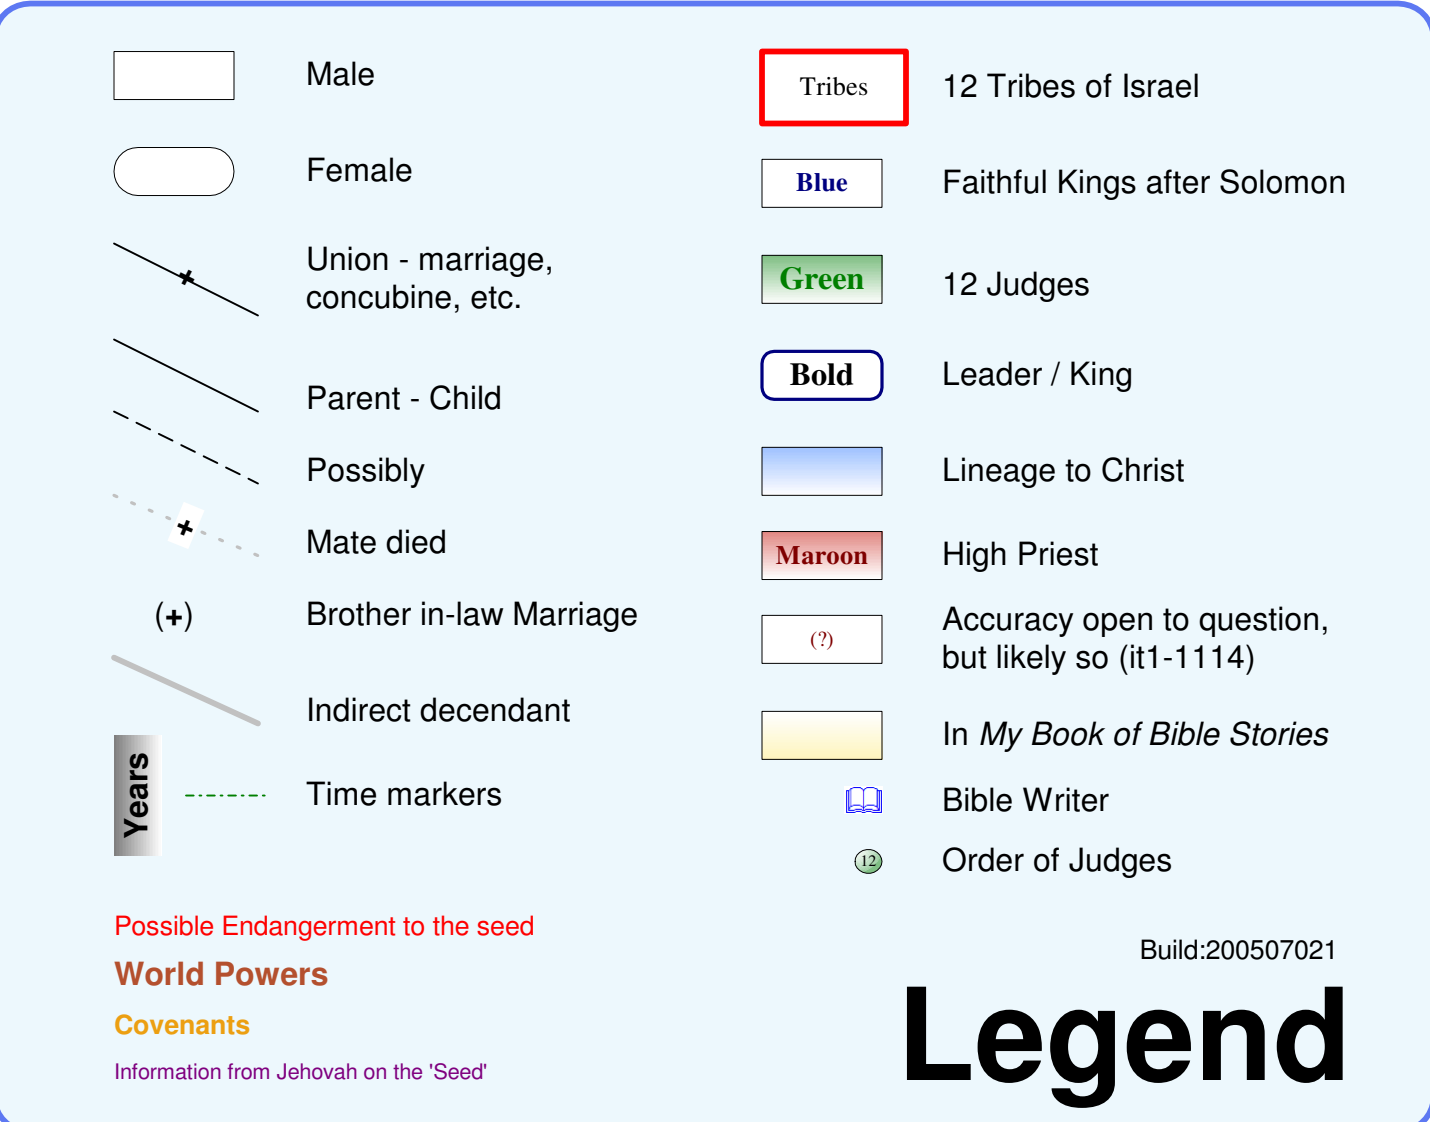 Male
Female
Union - marriage,
concubine, etc.
Parent - Child
Possibly
+
Mate died
(+)
Brother in-law Marriage
Indirect decendant
Years
Time markers
Tribes
12 Tribes of Israel
Blue
Faithful Kings after Solomon
Green
12 Judges
Bold
Leader / King
Lineage to Christ
Maroon
High Priest
(?)
Accuracy open to question,
but likely so (it1-1114)
In My Book of Bible Stories
Bible Writer
12
Order of Judges
Possible Endangerment to the seed
World Powers
Covenants
Information from Jehovah on the 'Seed'
Build:200507021
Legend